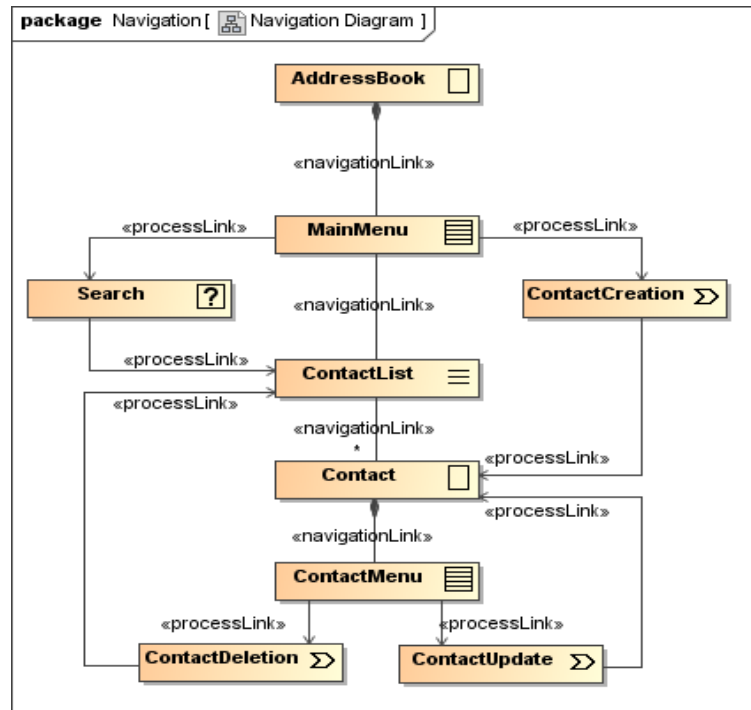 package Navigation [ Navigation Diagram ]
AddressBook
«navigationLink»
«processLink»
MainMenu
«processLink»
Search ?
«navigationLink»
ContactCreation
«processLink»
ContactList
«processLink»
«navigationLink»
*
«processLink»
Contact
«processLink»
«navigationLink»
ContactMenu
«processLink»
«processLink»
ContactDeletion
ContactUpdate